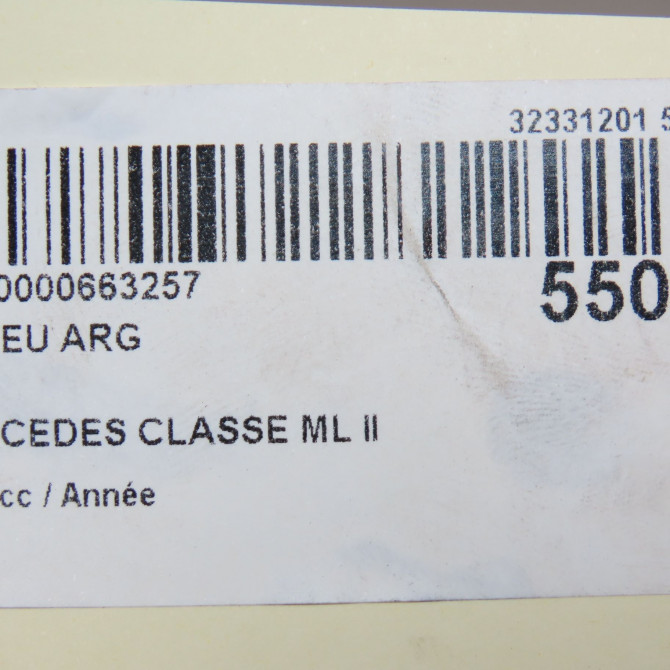 32331201 5
0000663257
550
EU ARG
CEDES CLASSE ML II
cc / Année